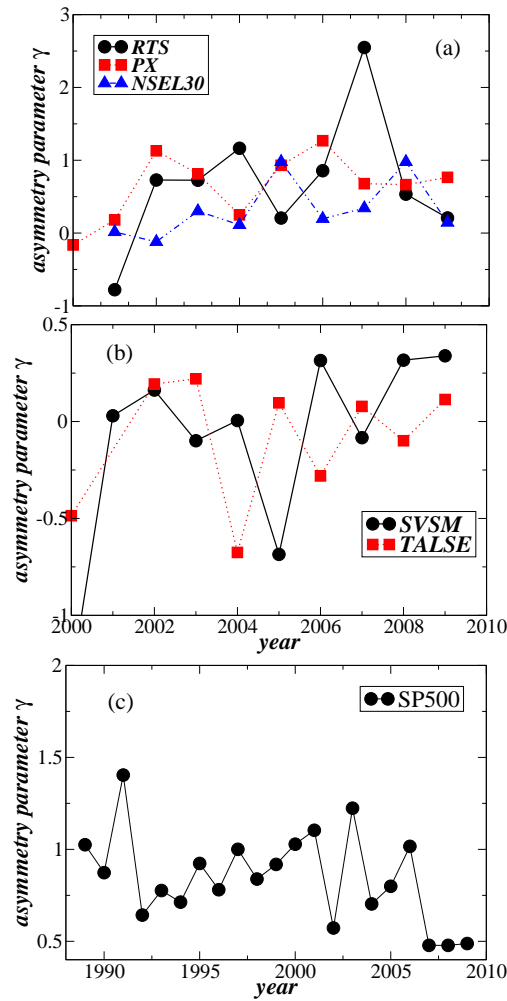 3
2
1
0
-1
asymmetry parameter γ
RTS
PX
NSEL30
(a)
0.5
0
-0.5
1
asymmetry parameter γ
(b)
SVSM
TALSE
2000 2002 2004 2006 2008 2010
year
2
1.5
1
0.5
asymmetry parameter γ
(c)
SP500
1990 1995 2000 2005 2010
year